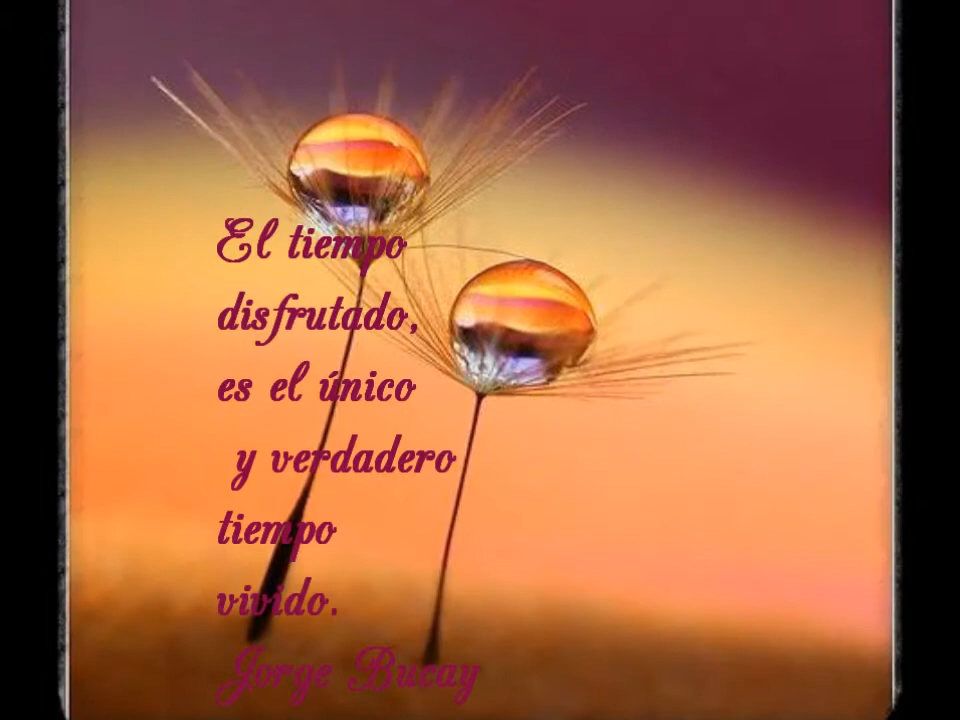 El tiempo
disfrutado,
es el único
y verdadero
tiempo
vivido.
Jorge Bucay